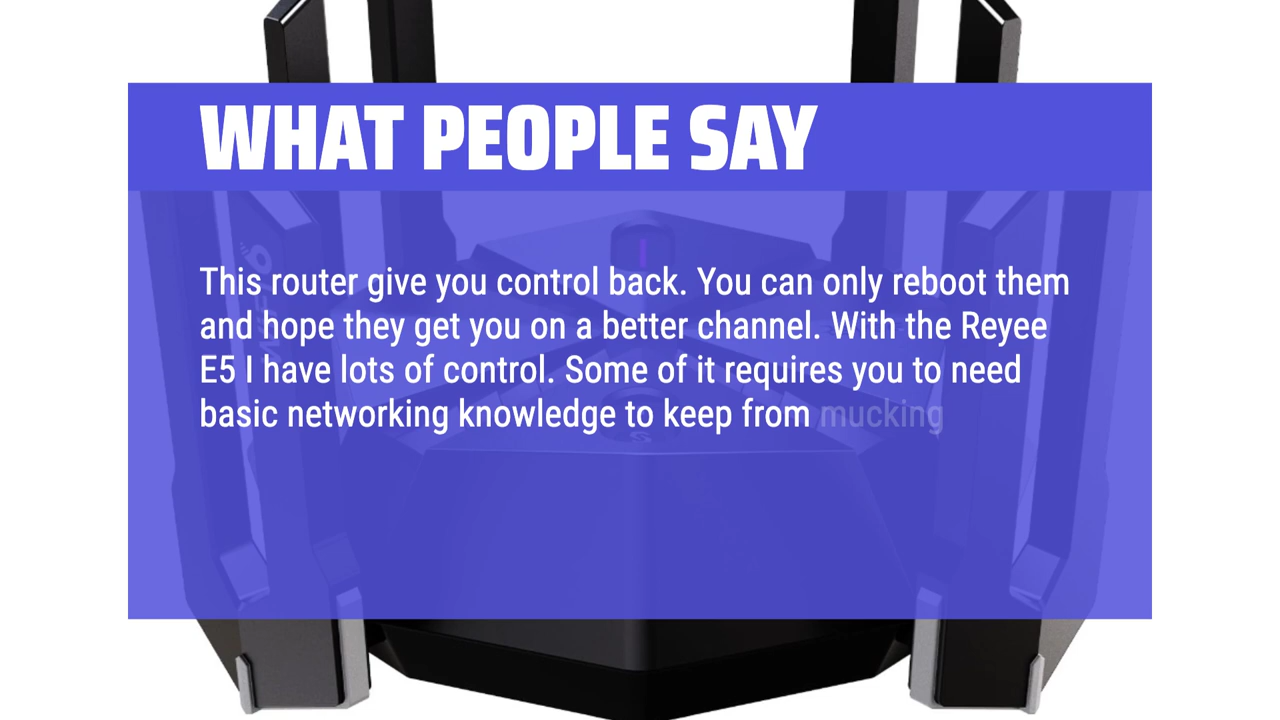 WHAT PEOPLE SAY
This router give you control back. You can only reboot them
and hope they get you on a better channel. With the Reyee
E5 I have lots of control. Some of it requires you to need
basic networking knowledge to keep from mucking